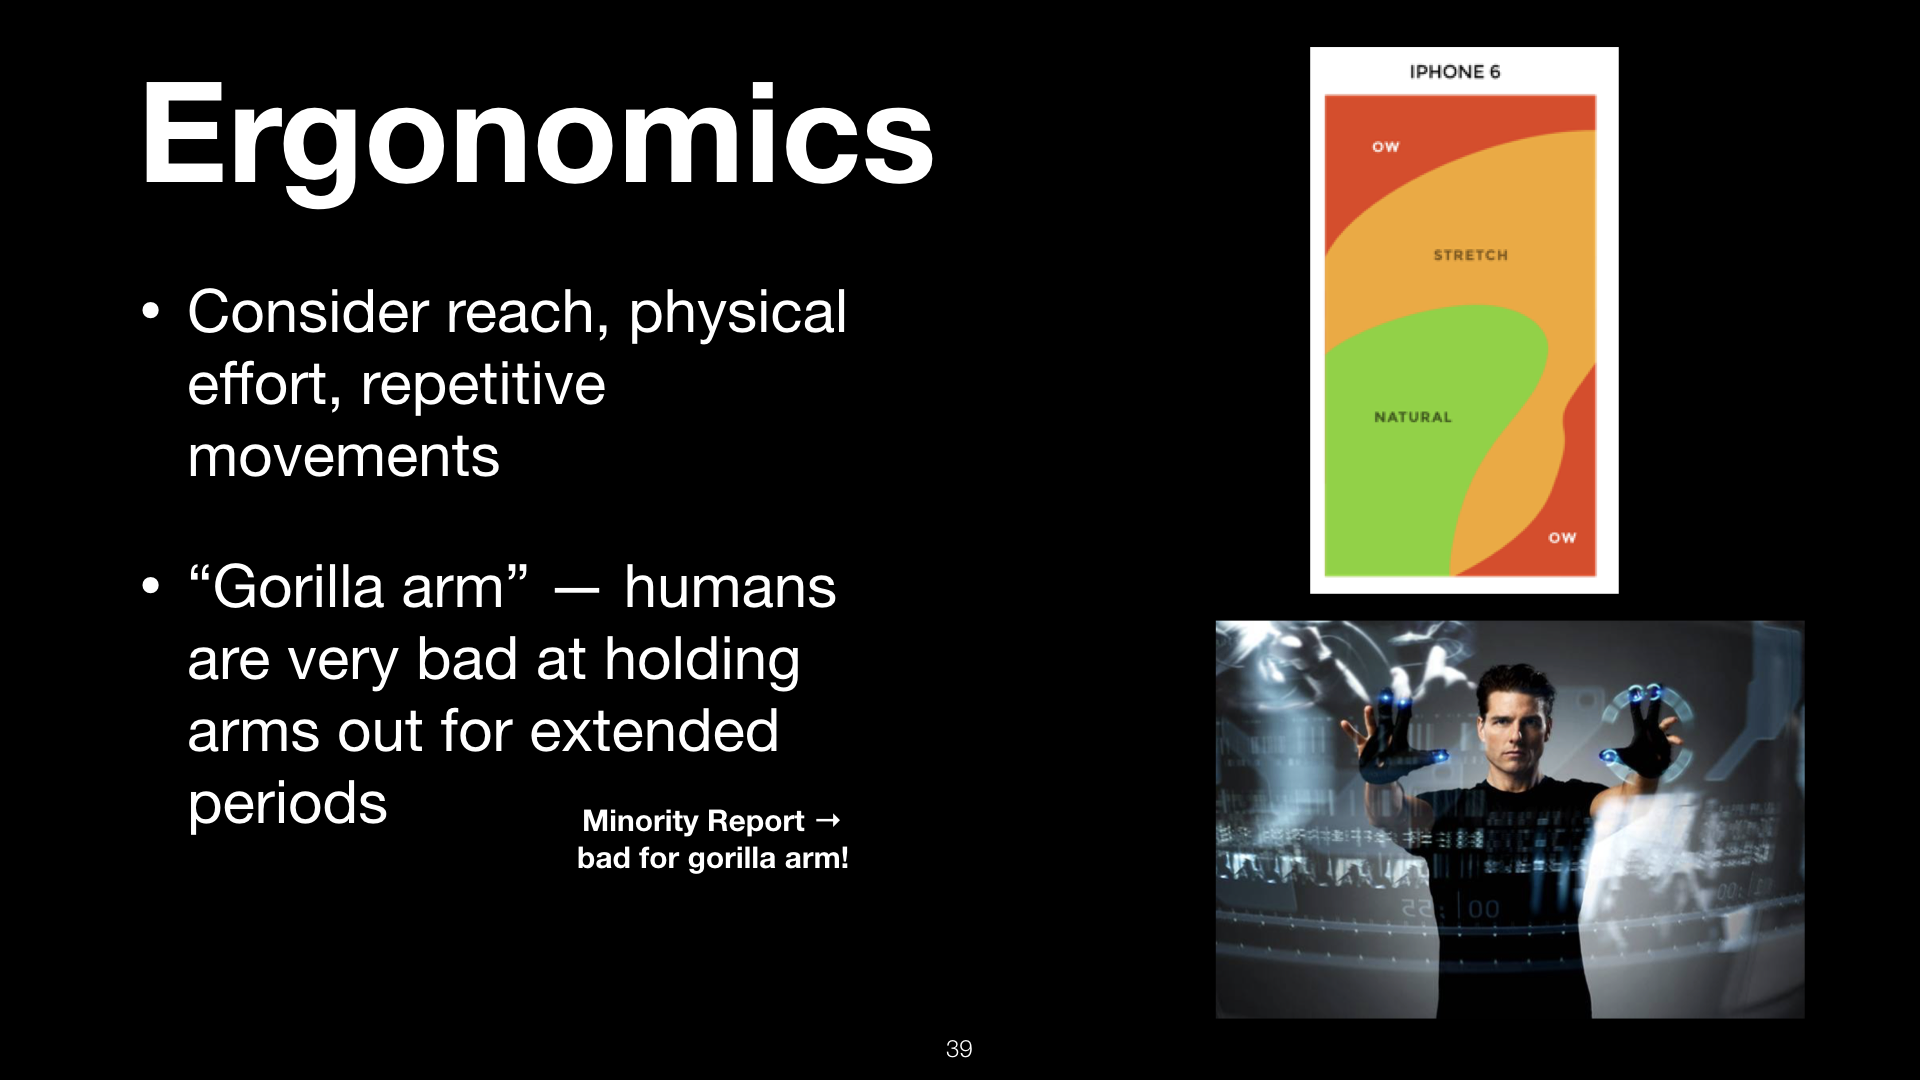 Ergonomics
• Consider reach, physical
effort, repetitive
movements
• “Gorilla arm” — humans
are very bad at holding
arms out for extended
periods
Minority Report →
bad for gorilla arm!
IPHONE 6
OW
STRETCH
NATURAL
OW
39